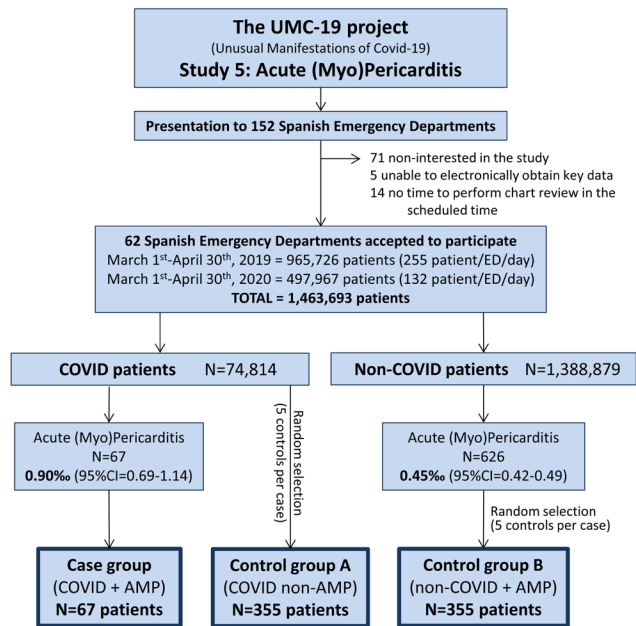 The UMC-19 project
(Unusual Manifestations of Covid-19)
Study 5: Acute (Myo)Pericarditis
Presentation to 152 Spanish Emergency Departments
71 non-interested in the study
5 unable to electronically obtain key data
14 no time to perform chart review in the
scheduled time
62 Spanish Emergency Departments accepted to participate
March 1st-April 30th, 2019 = 965,726 patients (255 patient/ED/day)
March 1st-April 30th, 2020 = 497,967 patients (132 patient/ED/day)
TOTAL = 1,463,693 patients
COVID patients N=74,814
Non-COVID patients N=1,388,879
Acute (Myo)Pericarditis
N=67
0.90‰ (95%CI=0.69-1.14)
Random selection
(5 controls per case)
Acute (Myo)Pericarditis
N=626
0.45‰ (95%CI=0.42-0.49)
Random selection
(5 controls per case)
Case group
(COVID + AMP)
N=67 patients
Control group A
(COVID non-AMP)
N=355 patients
Control group B
(non-COVID + AMP)
N=355 patients